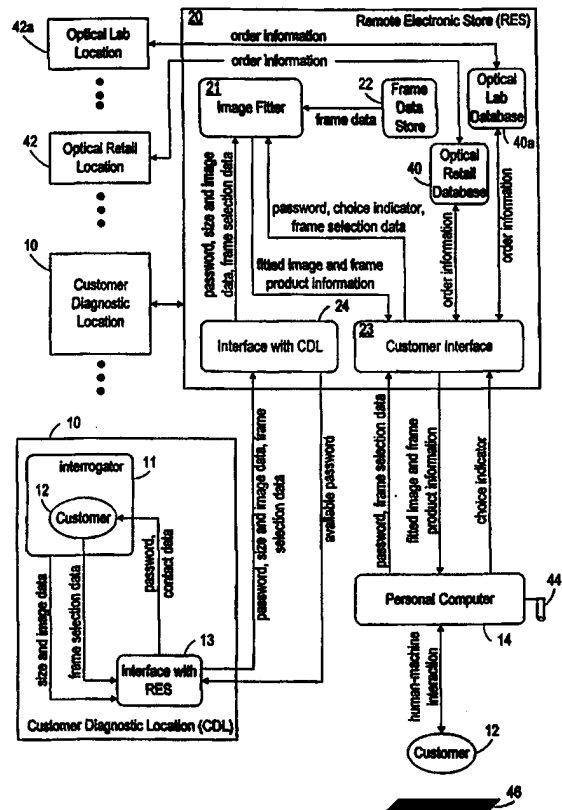 20
Remote Electronic Store (RES)
42a
Optical Lab
Location
order information
order information
21
Image Fitter
22
Frame
Data
Store
frame data
Optical
Lab
Database
40a
42
Optical Retail
Location
40
Optical
Retail
Database
password, size and image
data, frame selection data
password, choice indicator,
frame selection data
fitted image and frame
product information
order information
order information
10
Customer
Diagnostic
Location
24
Interface with CDL
23
Customer Interface
10
interrogator
11
12
Customer
password,
contact data
size and image data
frame selection data
13
Interface with
RES
Customer Diagnostic Location (CDL)
password, size and image data, frame
selection data
available password
password, frame selection data
fitted image and frame
product information
choice indicator
Personal Computer
44
14
human-machine
interaction
Customer
12
46